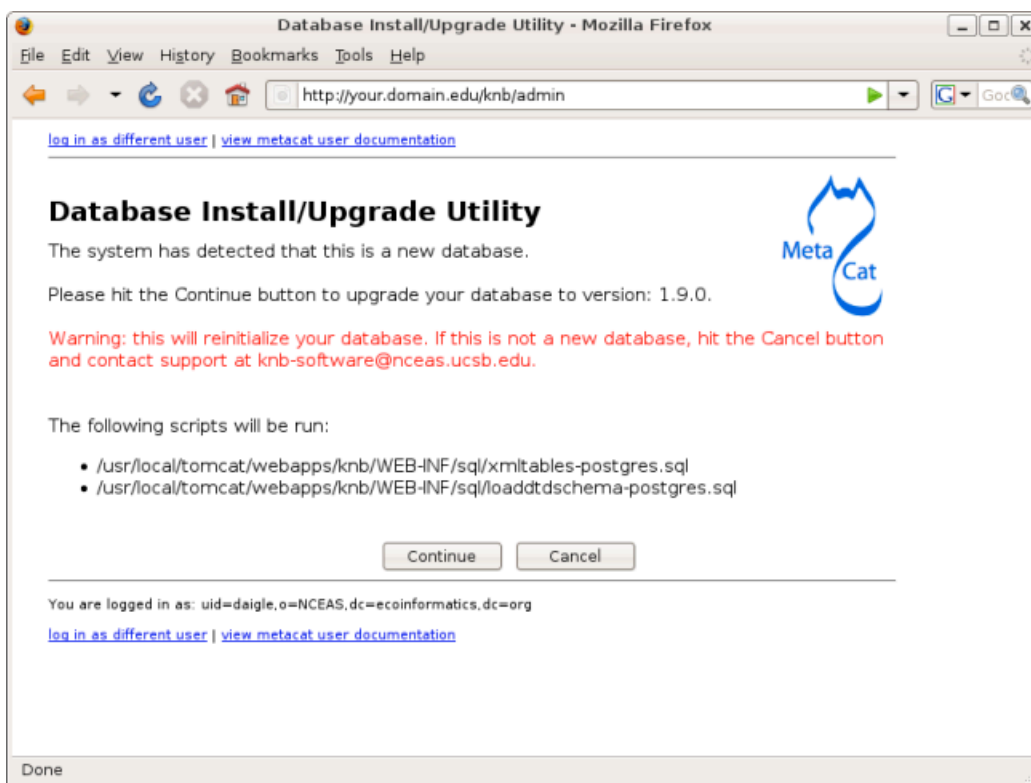 Database Install/Upgrade Utility - Mozilla Firefox
File Edit View History Bookmarks Tools Help
http://your.domain.edu/knb/admin
G Goo
log in as different user | view metacat user documentation
Database Install/Upgrade Utility
The system has detected that this is a new database.
Meta
Cat
Please hit the Continue button to upgrade your database to version: 1.9.0.
Warning: this will reinitialize your database. If this is not a new database, hit the Cancel button
and contact support at knb-software@nceas.ucsb.edu.
The following scripts will be run:
• /usr/local/tomcat/webapps/knb/WEB-INF/sql/xmltables-postgres.sql
• /usr/local/tomcat/webapps/knb/WEB-INF/sql/loaddtdschema-postgres.sql
Continue Cancel
You are logged in as: uid=daigle,o=NCEAS,dc=ecoinformatics,dc=org
log in as different user | view metacat user documentation
Done